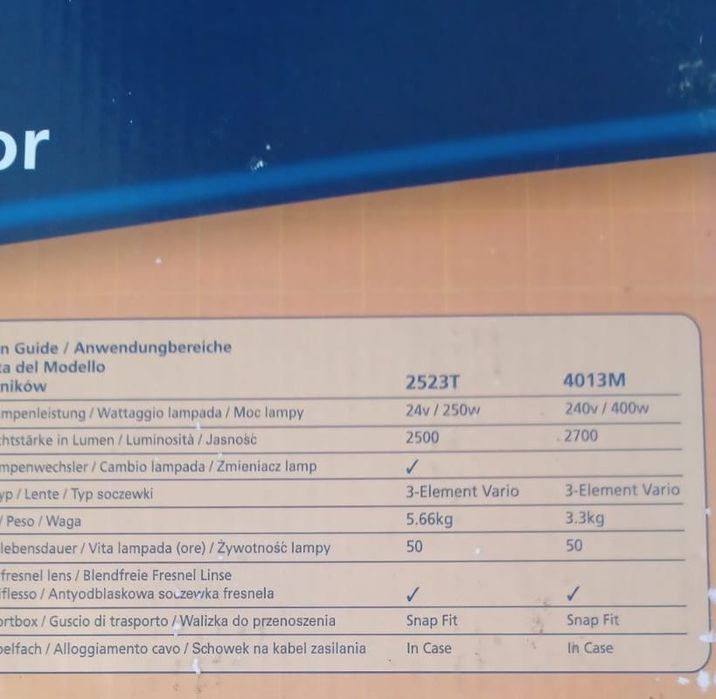 or
n Guide / Anwendungbereiche
ta del Modello
ników 2523T 4013M
mpenleistung / Wattaggio lampada / Moc lampy 24v / 250w 240v / 400w
htstärke in Lumen / Luminosità / Jasność 2500 2700
mpenwechsler / Cambio lampada / Zmieniacz lamp ✓
yp / Lente / Typ soczewki 3-Element Vario 3-Element Vario
/ Peso / Waga 5.66kg 3.3kg
lebensdauer / Vita lampada (ore) / Żywotność lampy 50 50
fresnel lens / Blendfreie Fresnel Linse
iflesso / Antyodblaskowa soczewka fresnela ✓ ✓
ortbox / Guscio di trasporto / Walizka do przenoszenia Snap Fit Snap Fit
belfach / Alloggiamento cavo / Schowek na kabel zasilania In Case In Case